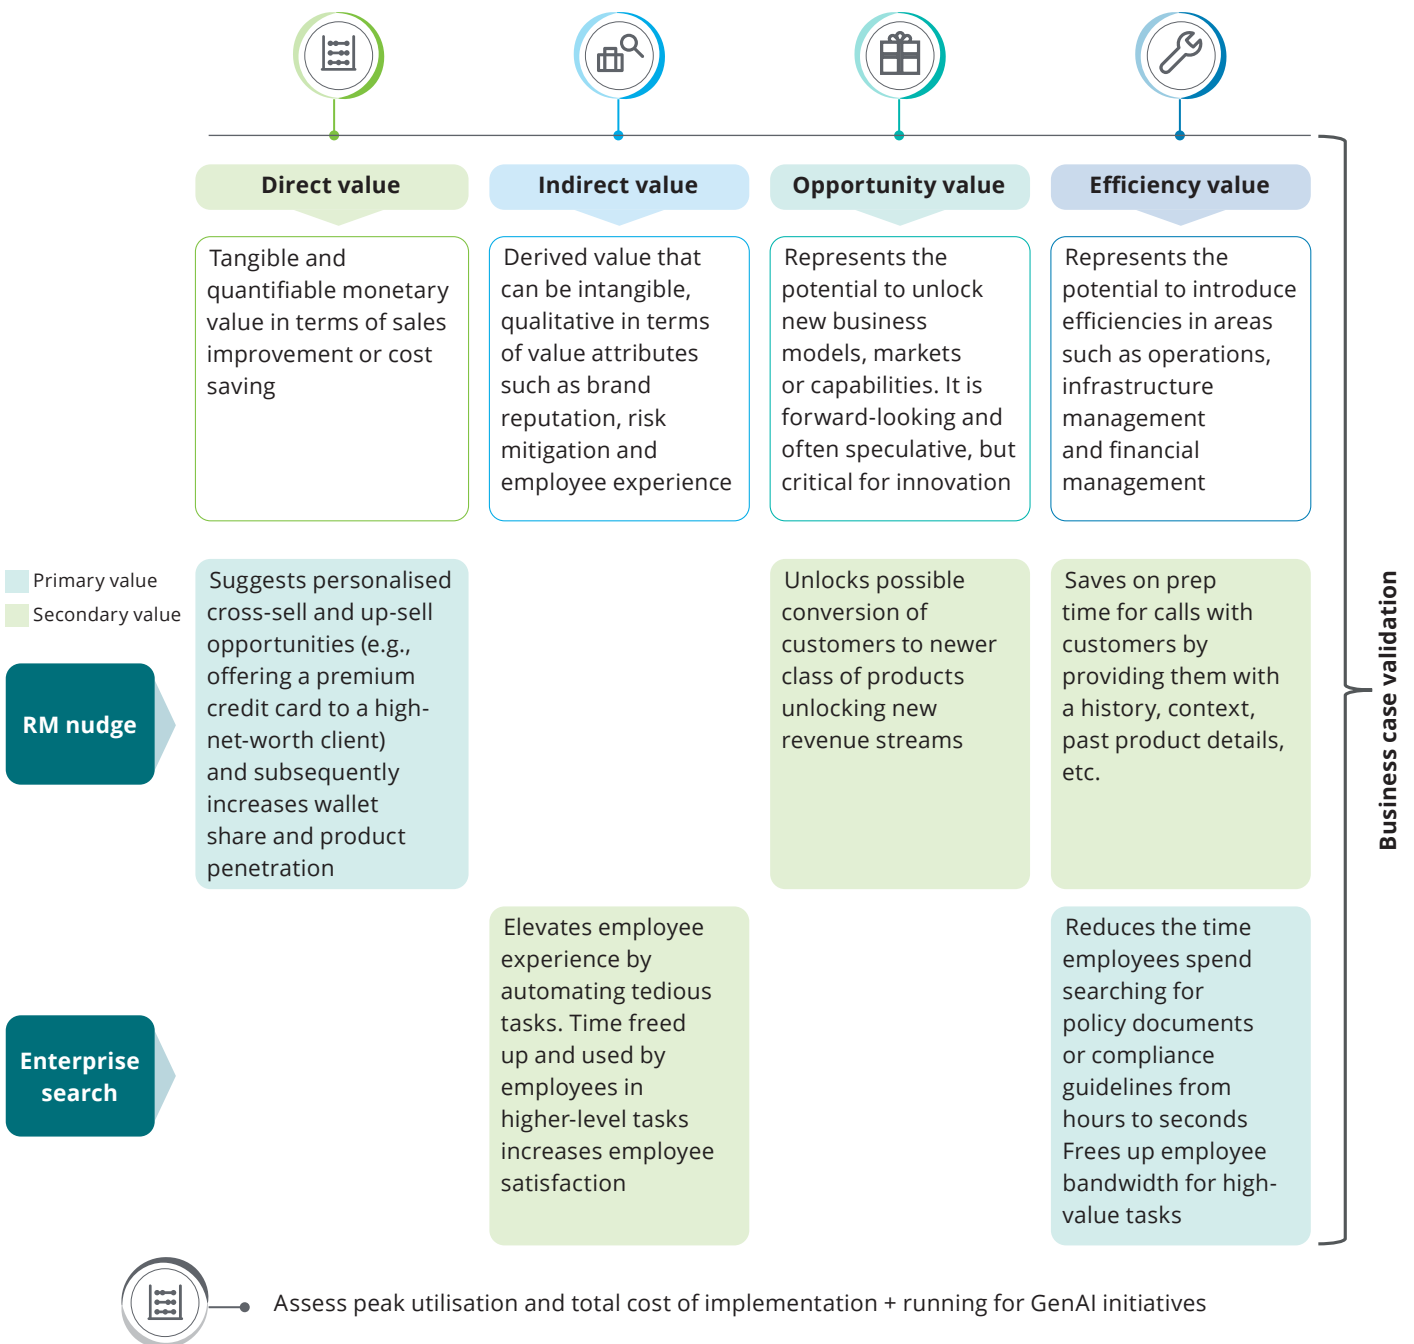 Direct value
Indirect value
Opportunity value
Efficiency value
Tangible and
quantifiable monetary
value in terms of sales
improvement or cost
saving
Derived value that
can be intangible,
qualitative in terms
of value attributes
such as brand
reputation, risk
mitigation and
employee experience
Represents the
potential to unlock
new business
models, markets
or capabilities. It is
forward-looking and
often speculative, but
critical for innovation
Represents the
potential to introduce
efficiencies in areas
such as operations,
infrastructure
management
and financial
management
Primary value
Secondary value
RM nudge
Suggests personalised
cross-sell and up-sell
opportunities (e.g.,
offering a premium
credit card to a high-
net-worth client)
and subsequently
increases wallet
share and product
penetration
Unlocks possible
conversion of
customers to newer
class of products
unlocking new
revenue streams
Saves on prep
time for calls with
customers by
providing them with
a history, context,
past product details,
etc.
Enterprise
search
Elevates employee
experience by
automating tedious
tasks. Time freed
up and used by
employees in
higher-level tasks
increases employee
satisfaction
Reduces the time
employees spend
searching for
policy documents
or compliance
guidelines from
hours to seconds
Frees up employee
bandwidth for high-
value tasks
Business case validation
Assess peak utilisation and total cost of implementation + running for GenAI initiatives